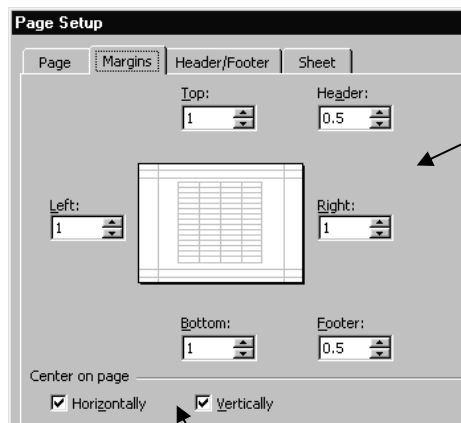 Page Setup
Page Margins Header/Footer Sheet
Top: Header:
1 0.5
Left: Right:
1 1
Bottom: Footer:
1 0.5
Center on page
Horizontally Vertically